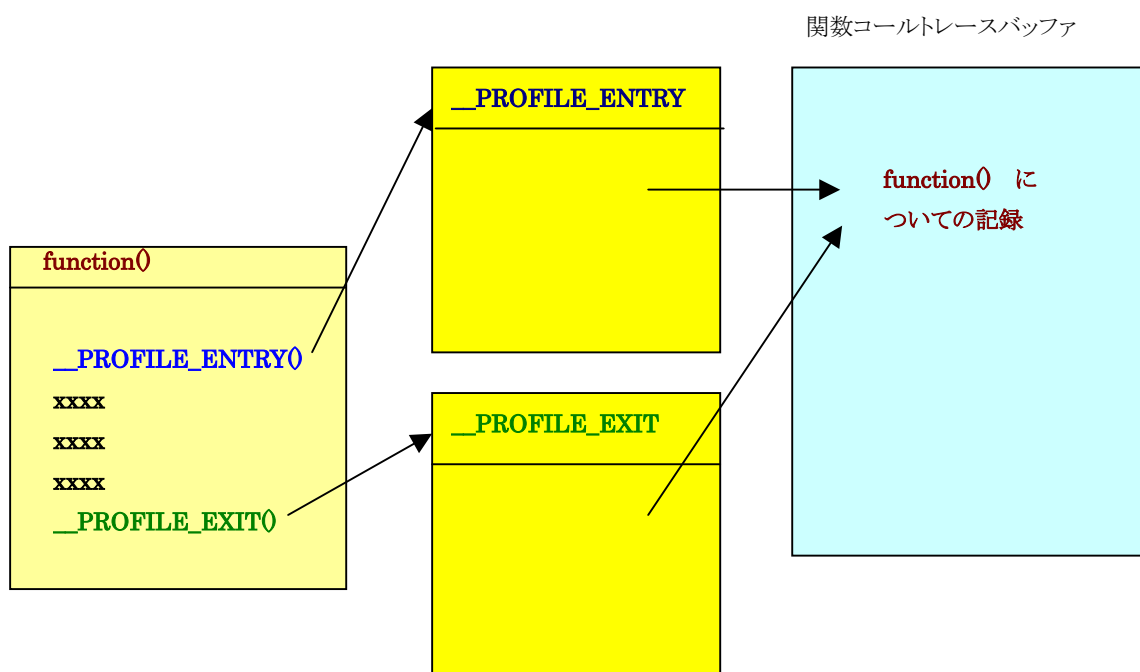 関数コールトレースバッファ
__PROFILE_ENTRY
function() に
ついての記録
function()
__PROFILE_ENTRY()
xxxx
xxxx
xxxx
__PROFILE_EXIT()
__PROFILE_EXIT